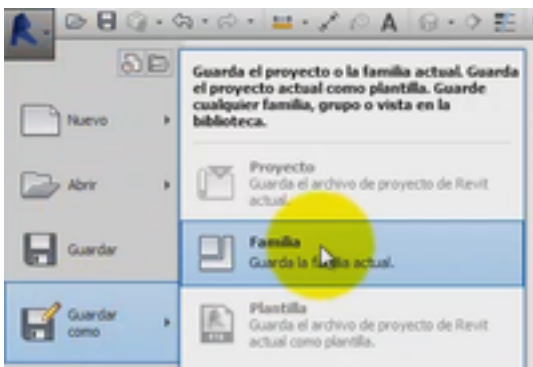 Guarda el proyecto o la familia actual. Guarda
el proyecto actual como plantilla. Guarde
cualquier familia, grupo o vista en la
biblioteca.
Nuevo
Proyecto
Guarda el archivo de proyecto de Revit
actual.
Abrir
Familia
Guarda la familia actual.
Guardar
Guardar
como
Plantilla
Guarda el archivo de proyecto de Revit
actual como plantilla.